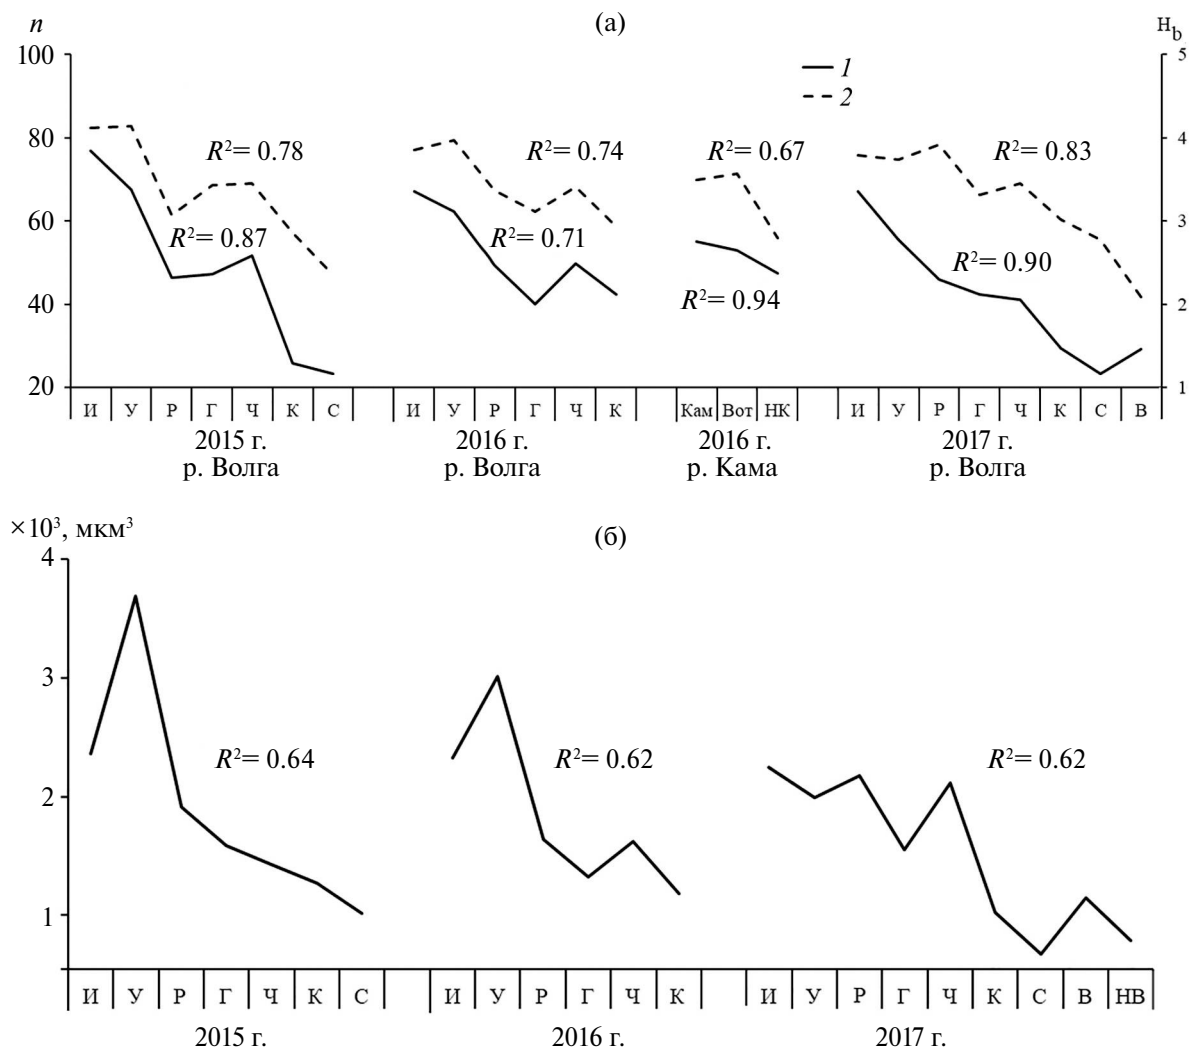 n (а) H_b
100 5
1
2
80 4
R² = 0.78 R² = 0.74 R² = 0.67 R² = 0.83
60 3
R² = 0.87 R² = 0.71 R² = 0.90
40 R² = 0.94 2
20 1
И У Р Г Ч К С И У Р Г Ч К Кам Вот НК И У Р Г Ч К С В
2015 г. 2016 г. 2016 г. 2017 г.
р. Волга р. Волга р. Кама р. Волга
×10³, мкм³ (б)
4
3
R² = 0.64 R² = 0.62 R² = 0.62
2
1
И У Р Г Ч К С И У Р Г Ч К И У Р Г Ч К С В НВ
2015 г. 2016 г. 2017 г.